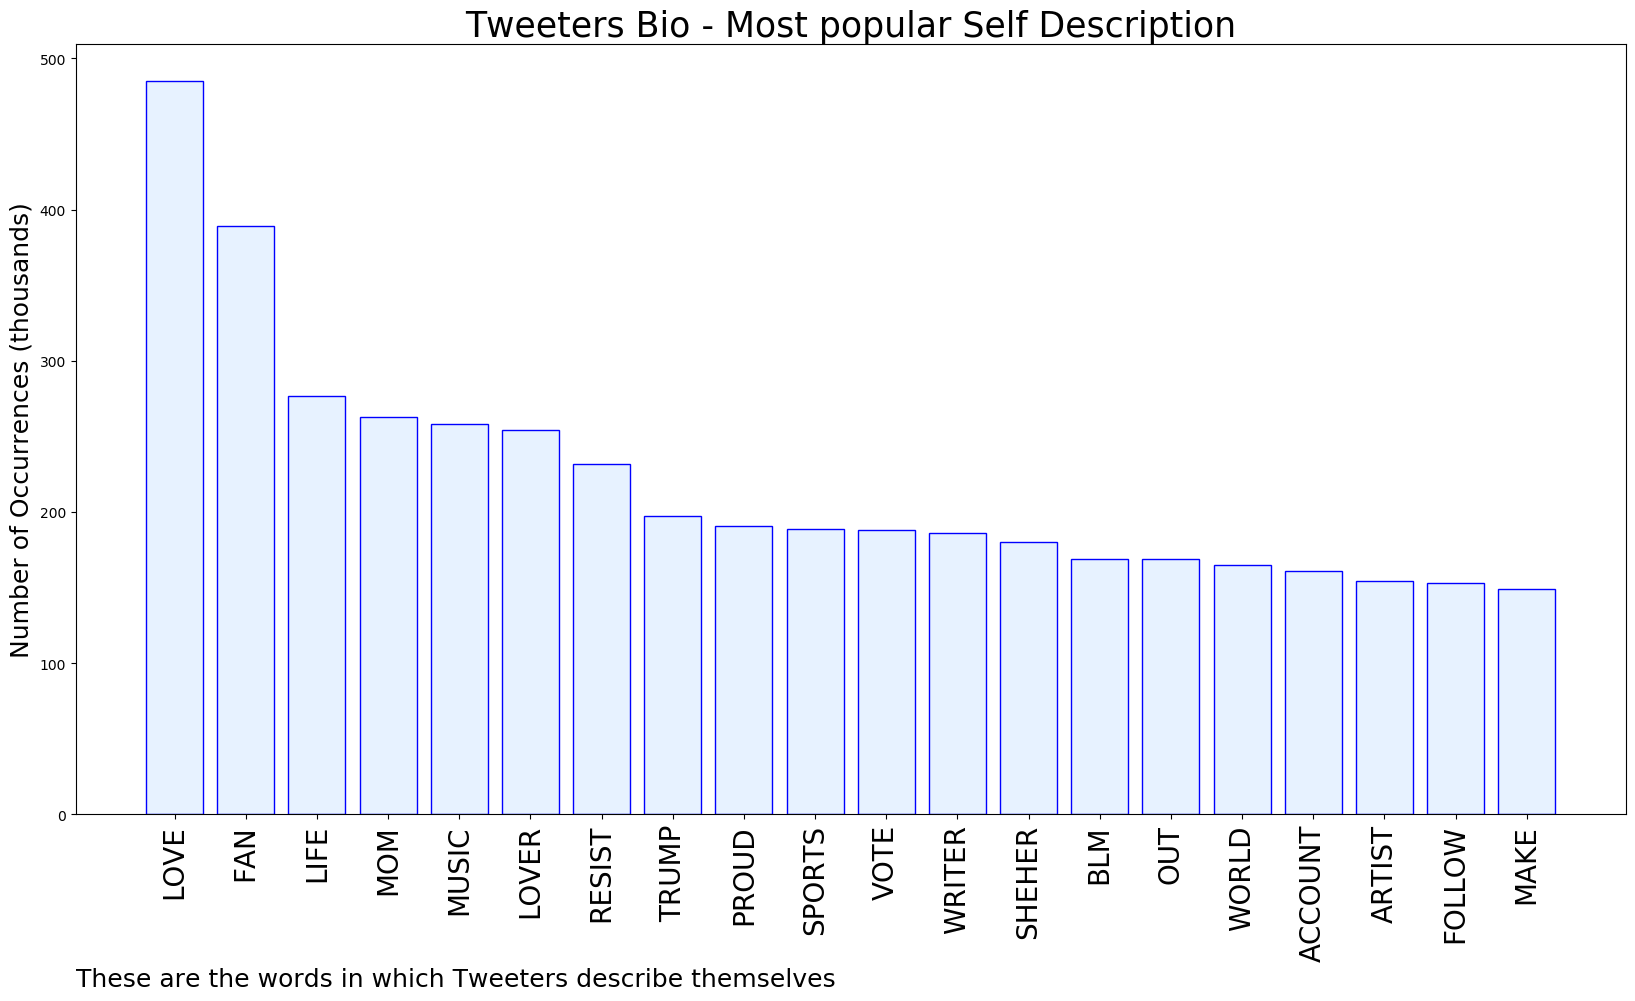 Tweeters Bio - Most popular Self Description
Number of Occurrences (thousands)
500
400
300
200
100
0
LOVE
FAN
LIFE
MOM
MUSIC
LOVER
RESIST
TRUMP
PROUD
SPORTS
VOTE
WRITER
SHEHER
BLM
OUT
WORLD
ACCOUNT
ARTIST
FOLLOW
MAKE
These are the words in which Tweeters describe themselves